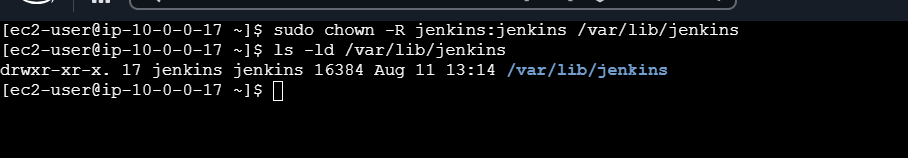 [ec2-user@ip-10-0-0-17 ~]$ sudo chown -R jenkins:jenkins /var/lib/jenkins
[ec2-user@ip-10-0-0-17 ~]$ ls -ld /var/lib/jenkins
drwxr-xr-x. 17 jenkins jenkins 16384 Aug 11 13:14 /var/lib/jenkins
[ec2-user@ip-10-0-0-17 ~]$